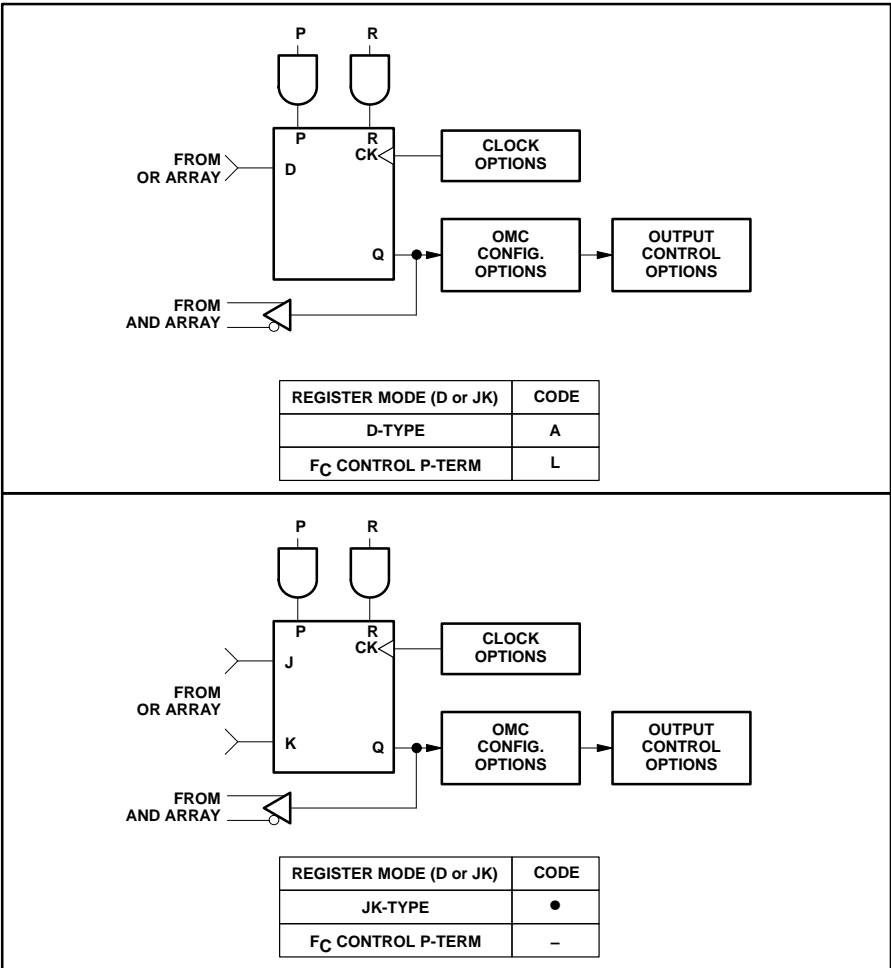 P R
P R
CK
FROM
OR ARRAY
D
CLOCK
OPTIONS
Q
OMC
CONFIG.
OPTIONS
OUTPUT
CONTROL
OPTIONS
FROM
AND ARRAY
REGISTER MODE (D or JK) CODE
D-TYPE A
FC CONTROL P-TERM L
P R
P R
CK
J
FROM
OR ARRAY
K
CLOCK
OPTIONS
Q
OMC
CONFIG.
OPTIONS
OUTPUT
CONTROL
OPTIONS
FROM
AND ARRAY
REGISTER MODE (D or JK) CODE
JK-TYPE ●
FC CONTROL P-TERM –